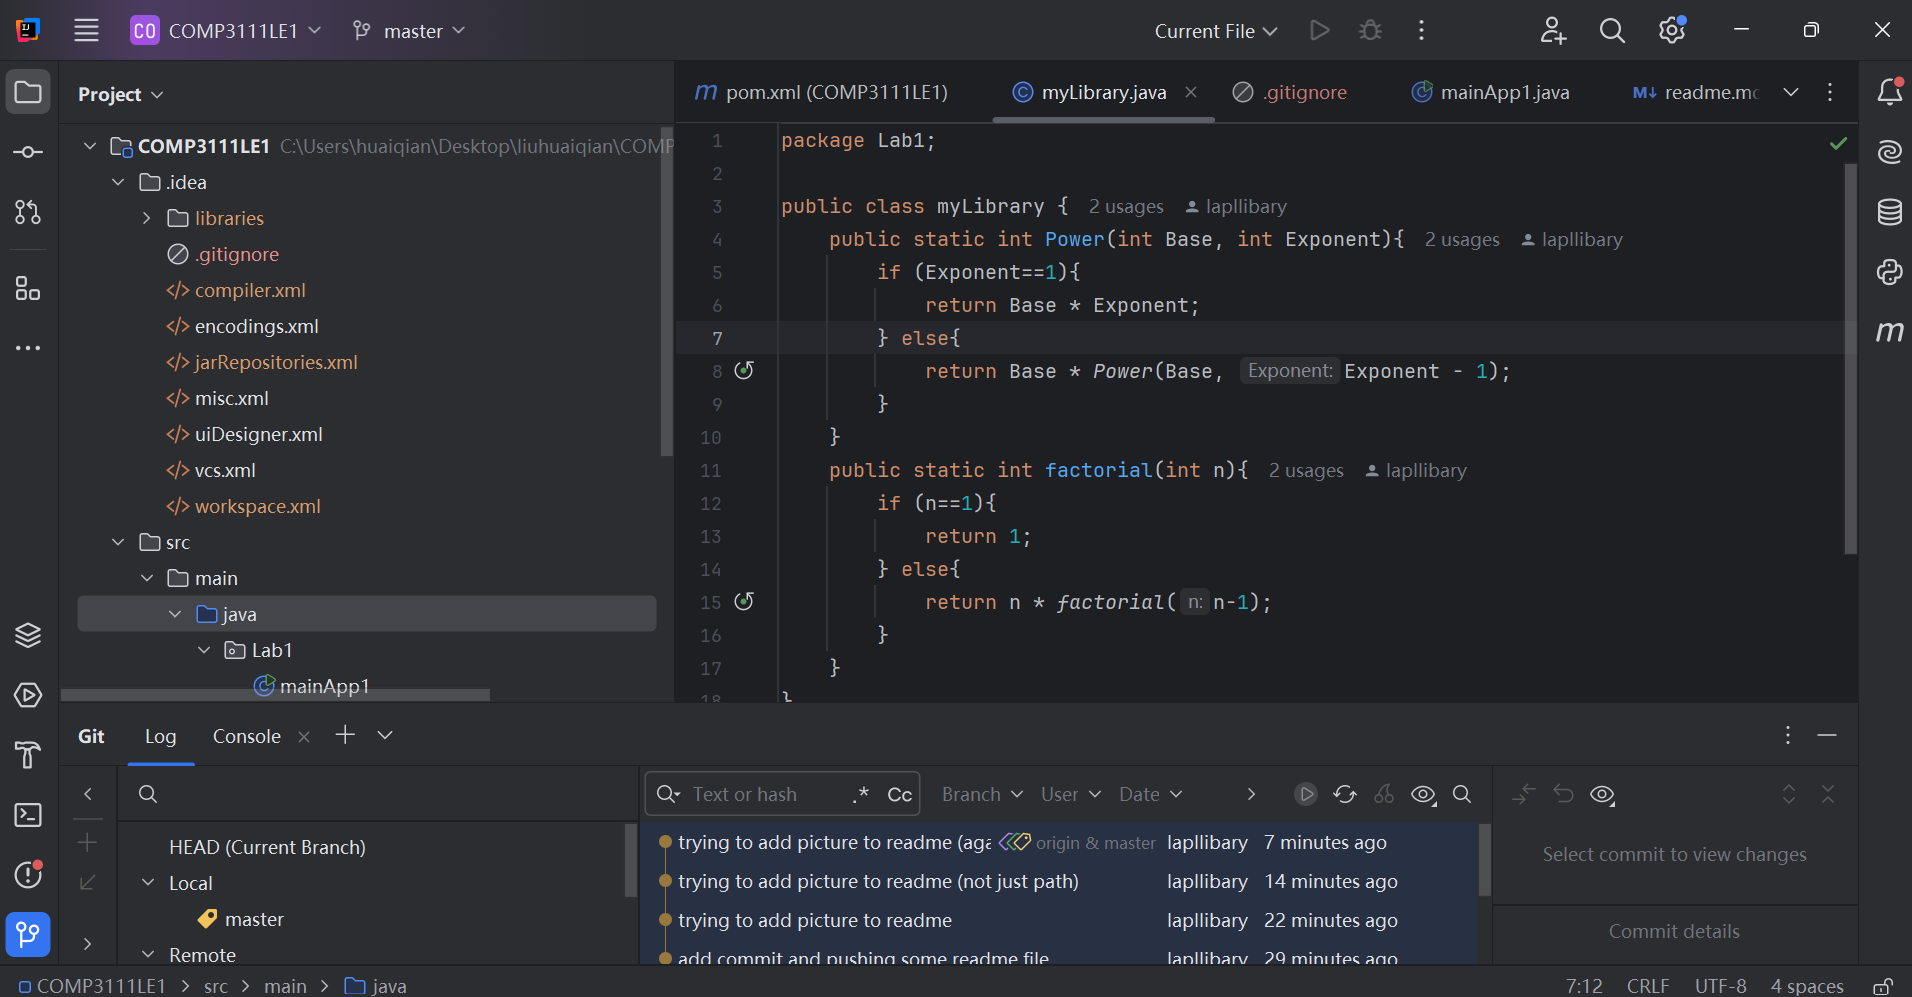 CO COMP3111LE1 master Current File
Project
pom.xml (COMP3111LE1) myLibrary.java .gitignore mainApp1.java readme.mc
COMP3111LE1 C:\Users\huaiqian\Desktop\liuhuaiqian\COMP
.idea
libraries
.gitignore
compiler.xml
encodings.xml
jarRepositories.xml
misc.xml
uiDesigner.xml
vcs.xml
workspace.xml
src
main
java
Lab1
mainApp1
1 package Lab1;
2
3 public class myLibrary { 2 usages lapllibary
4 public static int Power(int Base, int Exponent){ 2 usages lapllibary
5 if (Exponent==1){
6 return Base * Exponent;
7 } else{
8 return Base * Power(Base, Exponent: Exponent - 1);
9 }
10 }
11 public static int factorial(int n){ 2 usages lapllibary
12 if (n==1){
13 return 1;
14 } else{
15 return n * factorial( n: n-1);
16 }
17 }
18 }
Git Log Console
Text or hash .* Cc Branch User Date
HEAD (Current Branch)
Local
master
Remote
trying to add picture to readme (aga origin & master lapllibary 7 minutes ago
trying to add picture to readme (not just path) lapllibary 14 minutes ago
trying to add picture to readme lapllibary 22 minutes ago
add commit and pushing some readme file lapllibary 29 minutes ago
Select commit to view changes
Commit details
COMP3111LE1 > src > main > java 7:12 CRLF UTF-8 4 spaces